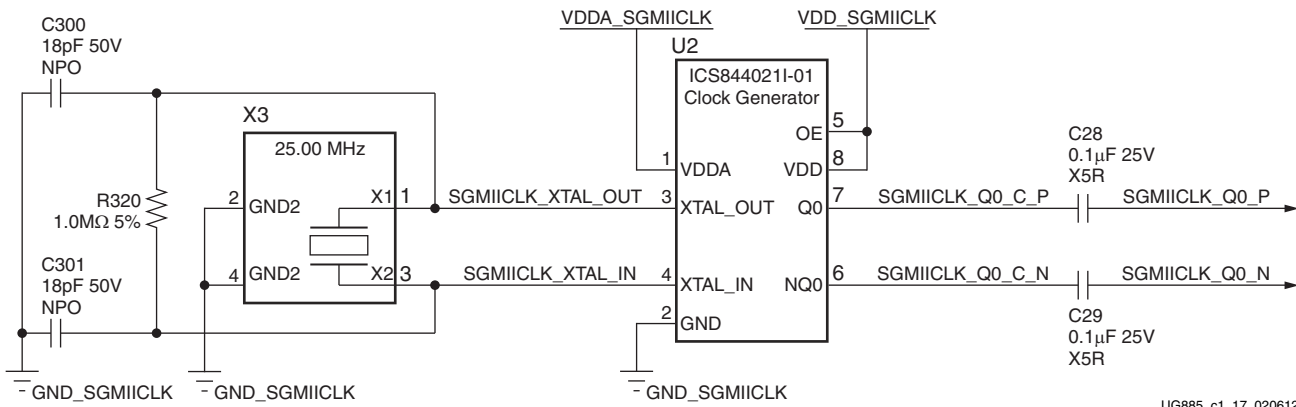 C300
18pF 50V
NPO
VDDA_SGMIICLK
VDD_SGMIICLK
U2
ICS844021I-01
Clock Generator
X3
25.00 MHz
5
OE
C28
0.1µF 25V
X5R
1
VDDA
VDD
8
R320
1.0MΩ 5%
2
GND2
X1
1
SGMIICLK_XTAL_OUT
3
XTAL_OUT
Q0
7
SGMIICLK_Q0_C_P
SGMIICLK_Q0_P
C301
18pF 50V
NPO
4
GND2
X2
3
SGMIICLK_XTAL_IN
4
XTAL_IN
NQ0
6
SGMIICLK_Q0_C_N
SGMIICLK_Q0_N
2
GND
C29
0.1µF 25V
X5R
GND_SGMIICLK
GND_SGMIICLK
GND_SGMIICLK
UG885_c1_17_020612